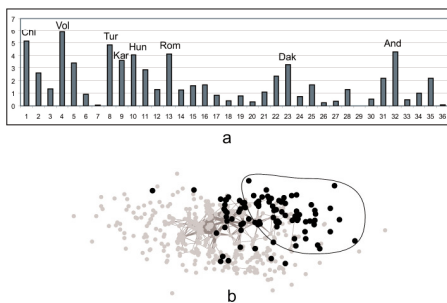 7
6
5
4
3
2
1
0
Chi
Vol
Tur
Kar
Hun
Rom
Dak
And
1 2 3 4 5 6 7 8 9 10 11 12 13 14 15 16 17 18 19 20 21 22 23 24 25 26 27 28 29 30 31 32 33 34 35 36
a
b